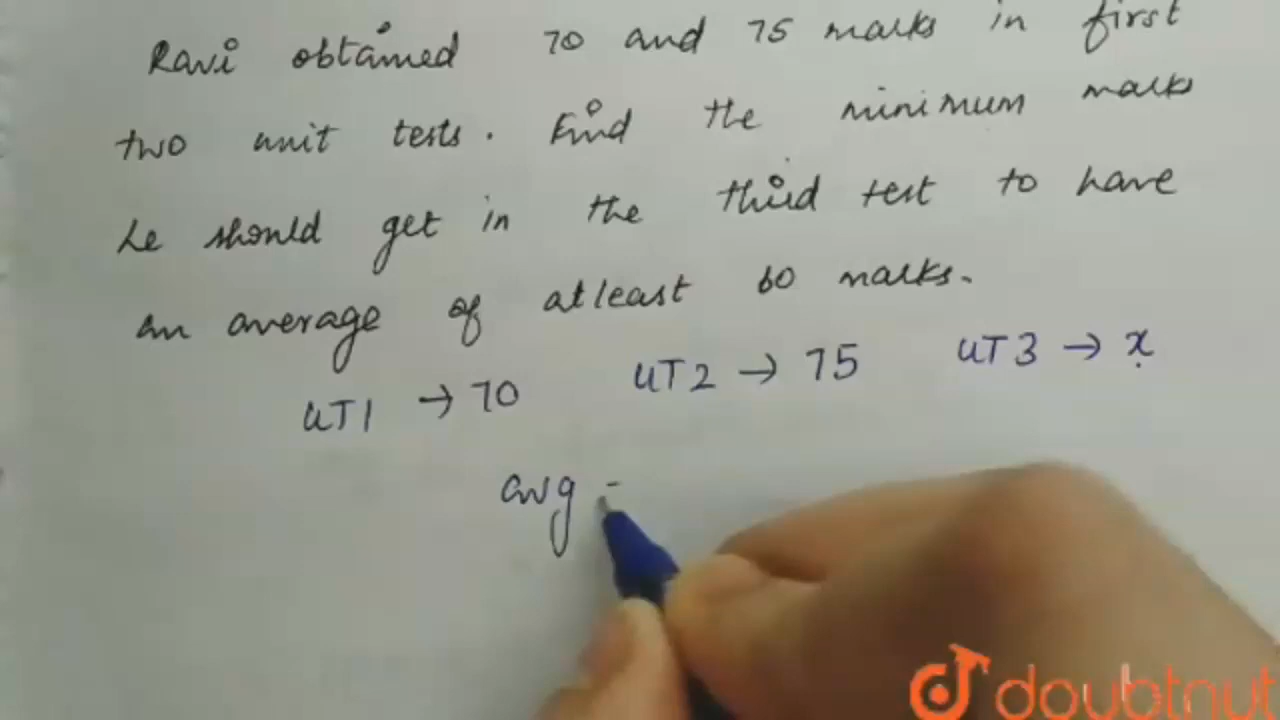 Ravi obtained 70 and 75 marks in first
two unit tests. Find the minimum marks
he should get in the third test to have
an average of atleast 60 marks.
UT1 → 70 UT2 → 75 UT3 → x
avg -
doubtnut